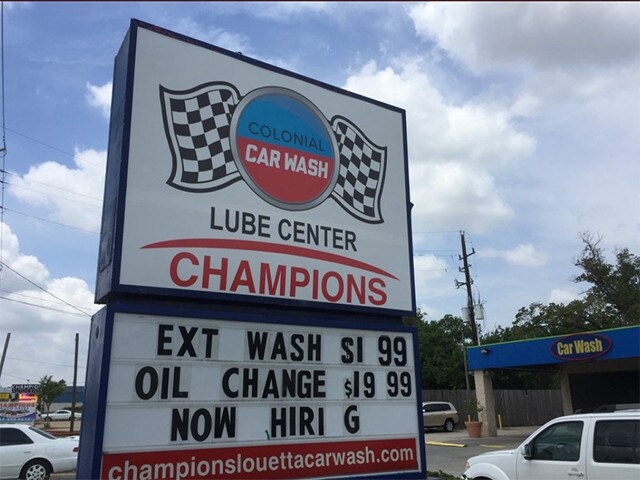 COLONIAL
CAR WASH
LUBE CENTER
CHAMPIONS
EXT WASH $1 99
OIL CHANGE $19 99
NOW HIRI G
championslouettacarwash.com
Car Wash
CHAMPIONS